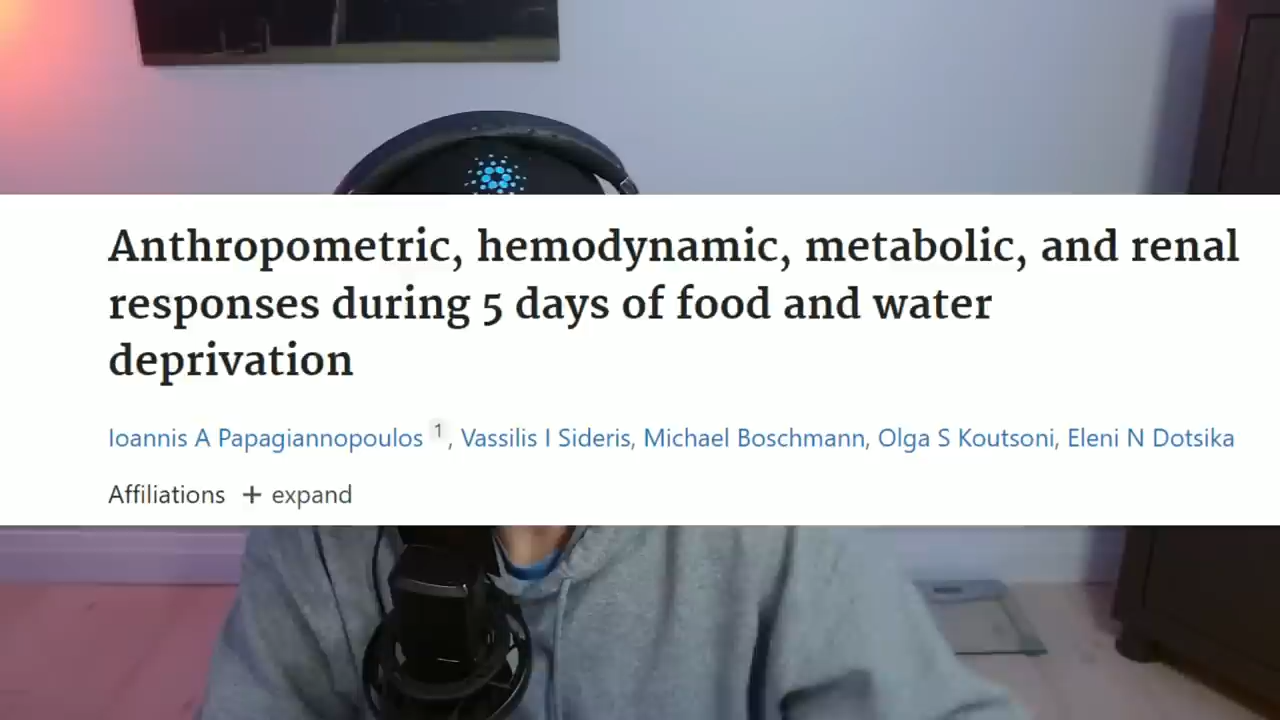 Anthropometric, hemodynamic, metabolic, and renal
responses during 5 days of food and water
deprivation
Ioannis A Papagiannopoulos 1, Vassilis I Sideris, Michael Boschmann, Olga S Koutsoni, Eleni N Dotsika
Affiliations + expand